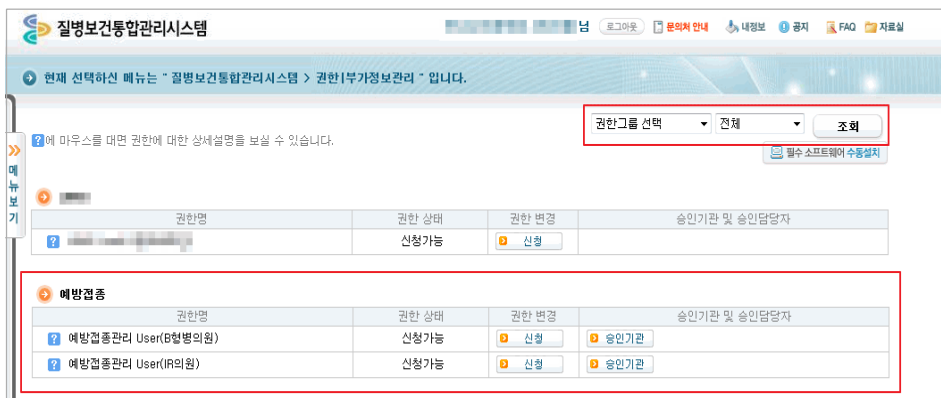 질병보건통합관리시스템
님 로그아웃 문의처 안내 내정보 공지 FAQ 자료실
현재 선택하신 메뉴는 " 질병보건통합관리시스템 > 권한|부가정보관리 " 입니다.
권한그룹 선택 전체 조회
?에 마우스를 대면 권한에 대한 상세설명을 보실 수 있습니다.
필수 소프트웨어 수동설치
메뉴보기
권한명 권한 상태 권한 변경 승인기관 및 승인담당자
? 신청가능 신청
예방접종
권한명 권한 상태 권한 변경 승인기관 및 승인담당자
? 예방접종관리 User(B형병의원) 신청가능 신청 승인기관
? 예방접종관리 User(IR의원) 신청가능 신청 승인기관